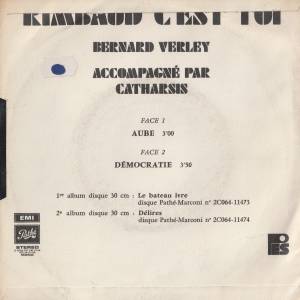 RIMBAUD C'EST TOI
BERNARD VERLEY
ACCOMPAGNÉ PAR
CATHARSIS
FACE 1
AUBE 3'00
FACE 2
DÉMOCRATIE 3'50
1er album disque 30 cm : Le bateau ivre
disque Pathé-Marconi n° 2C064-11473
2e album disque 30 cm : Délires
disque Pathé-Marconi n° 2C064-11474
EMI
Pathé
STEREO
ES